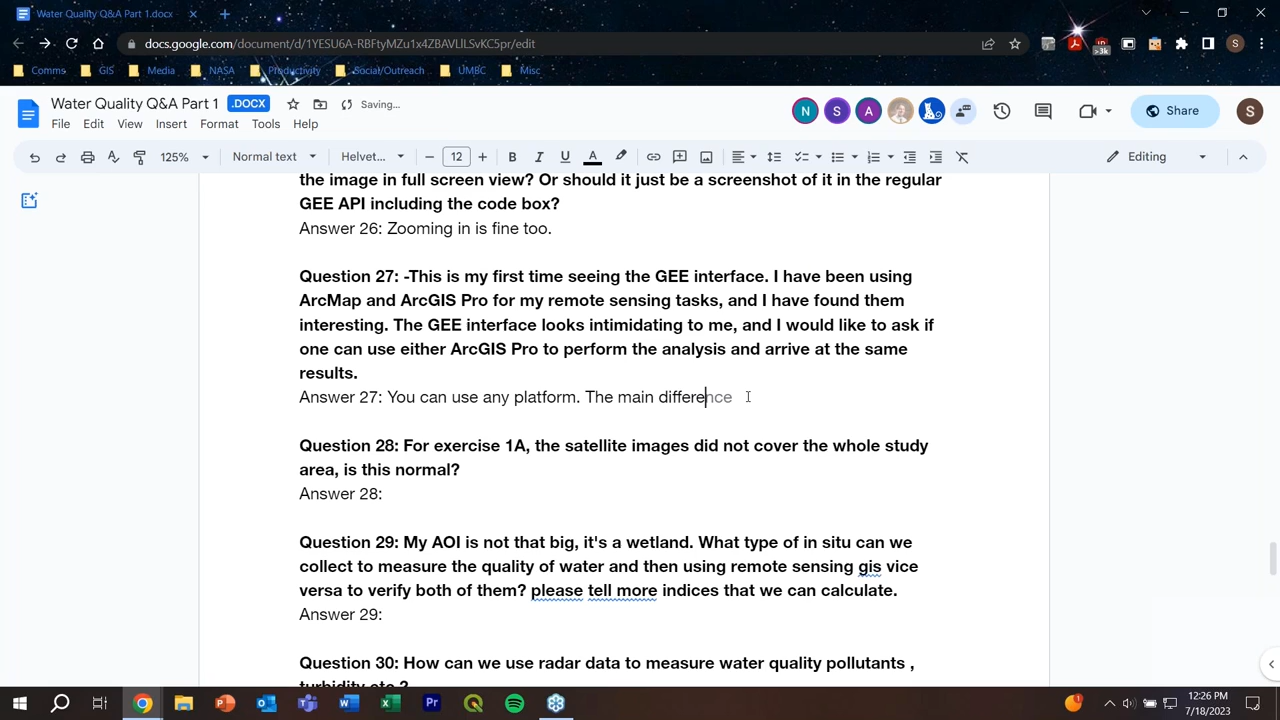 Water Quality Q&A Part 1.docx
docs.google.com/document/d/1YESU6A-RBFtyMZu1x4ZBAVLlLSvKC5pr/edit
>3k
S
Comms GIS Media NASA Productivity Social/Outreach UMBC Misc
Water Quality Q&A Part 1 .DOCX Saving...
N S A Share S
File Edit View Insert Format Tools Help
125% Normal text Helvet... 12 B I U A Editing
the image in full screen view? Or should it just be a screenshot of it in the regular
GEE API including the code box?
Answer 26: Zooming in is fine too.
Question 27: -This is my first time seeing the GEE interface. I have been using
ArcMap and ArcGIS Pro for my remote sensing tasks, and I have found them
interesting. The GEE interface looks intimidating to me, and I would like to ask if
one can use either ArcGIS Pro to perform the analysis and arrive at the same
results.
Answer 27: You can use any platform. The main difference
Question 28: For exercise 1A, the satellite images did not cover the whole study
area, is this normal?
Answer 28:
Question 29: My AOI is not that big, it's a wetland. What type of in situ can we
collect to measure the quality of water and then using remote sensing gis vice
versa to verify both of them? please tell more indices that we can calculate.
Answer 29:
Question 30: How can we use radar data to measure water quality pollutants ,
turbidity etc ?
12:26 PM
7/18/2023